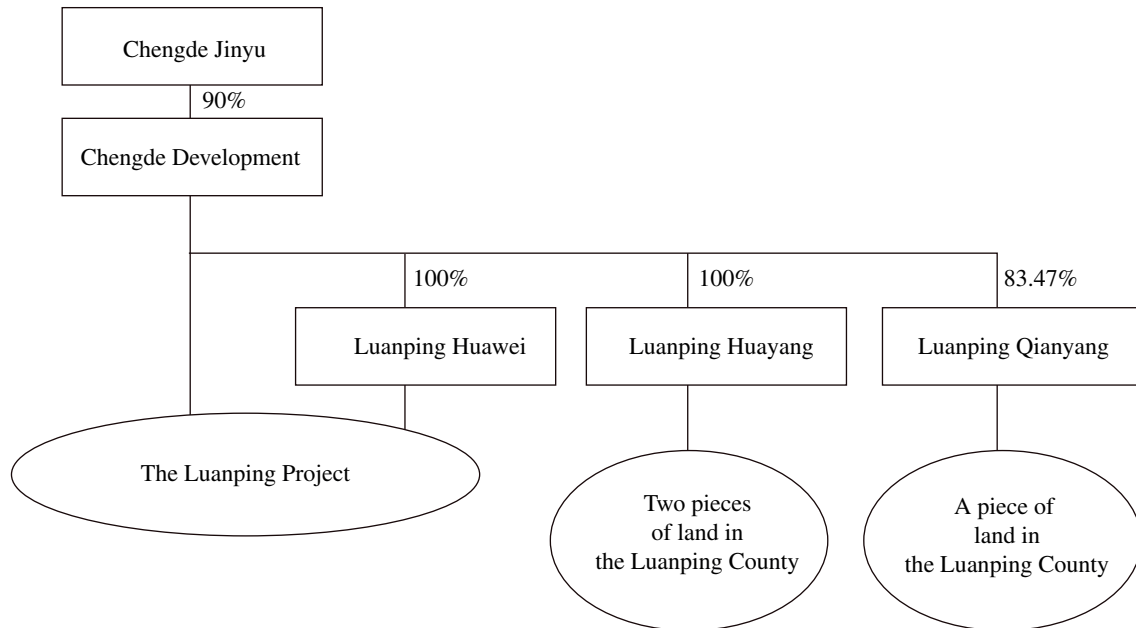 Chengde Jinyu
90%
Chengde Development
100%
100%
83.47%
Luanping Huawei
Luanping Huayang
Luanping Qianyang
The Luanping Project
Two pieces
of land in
the Luanping County
A piece of
land in
the Luanping County